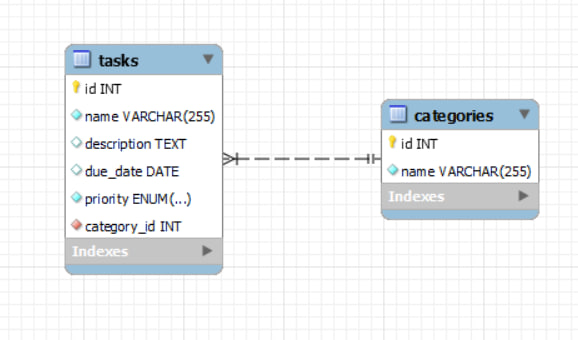 tasks
id INT
name VARCHAR(255)
description TEXT
due_date DATE
priority ENUM(...)
category_id INT
Indexes
categories
id INT
name VARCHAR(255)
Indexes